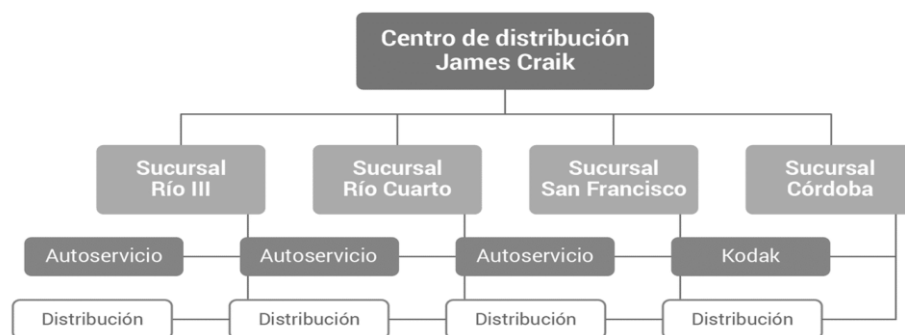 Centro de distribución
James Craik
Sucursal
Río III
Sucursal
Río Cuarto
Sucursal
San Francisco
Sucursal
Córdoba
Autoservicio
Autoservicio
Autoservicio
Kodak
Distribución
Distribución
Distribución
Distribución